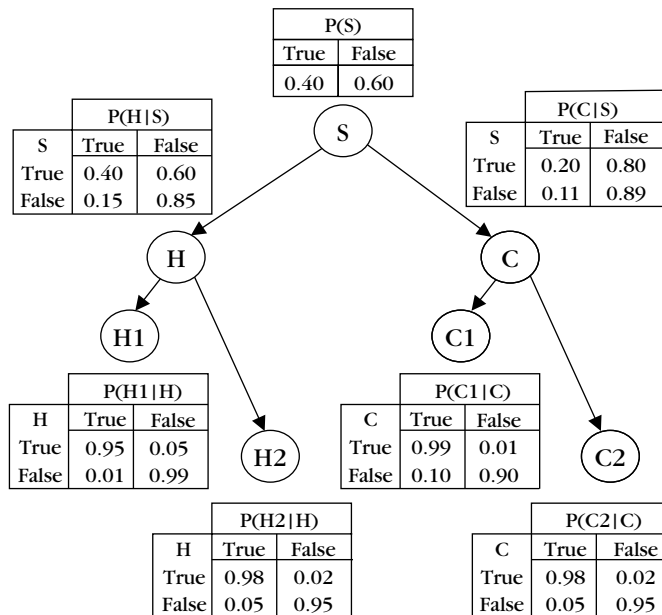 P(S)
True False
0.40 0.60
P(H|S)
S True False
True 0.40 0.60
False 0.15 0.85
S
P(C|S)
S True False
True 0.20 0.80
False 0.11 0.89
H
C
H1
C1
P(H1|H)
H True False
True 0.95 0.05
False 0.01 0.99
H2
P(C1|C)
C True False
True 0.99 0.01
False 0.10 0.90
C2
P(H2|H)
H True False
True 0.98 0.02
False 0.05 0.95
P(C2|C)
C True False
True 0.98 0.02
False 0.05 0.95